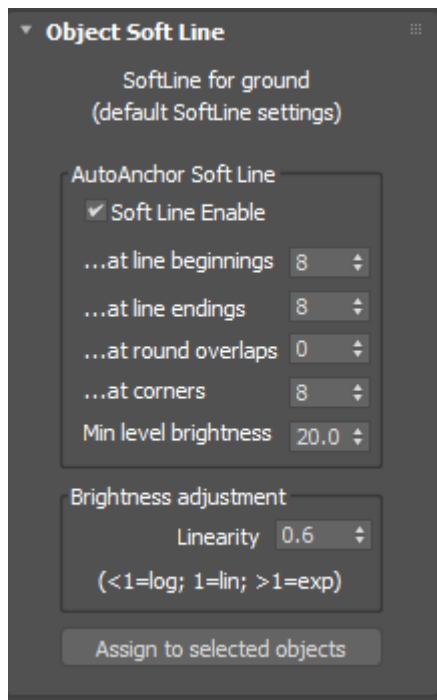 Object Soft Line
SoftLine for ground
(default SoftLine settings)
AutoAnchor Soft Line
Soft Line Enable
...at line beginnings 8
...at line endings 8
...at round overlaps 0
...at corners 8
Min level brightness 20.0
Brightness adjustment
Linearity 0.6
(<1=log; 1=lin; >1=exp)
Assign to selected objects